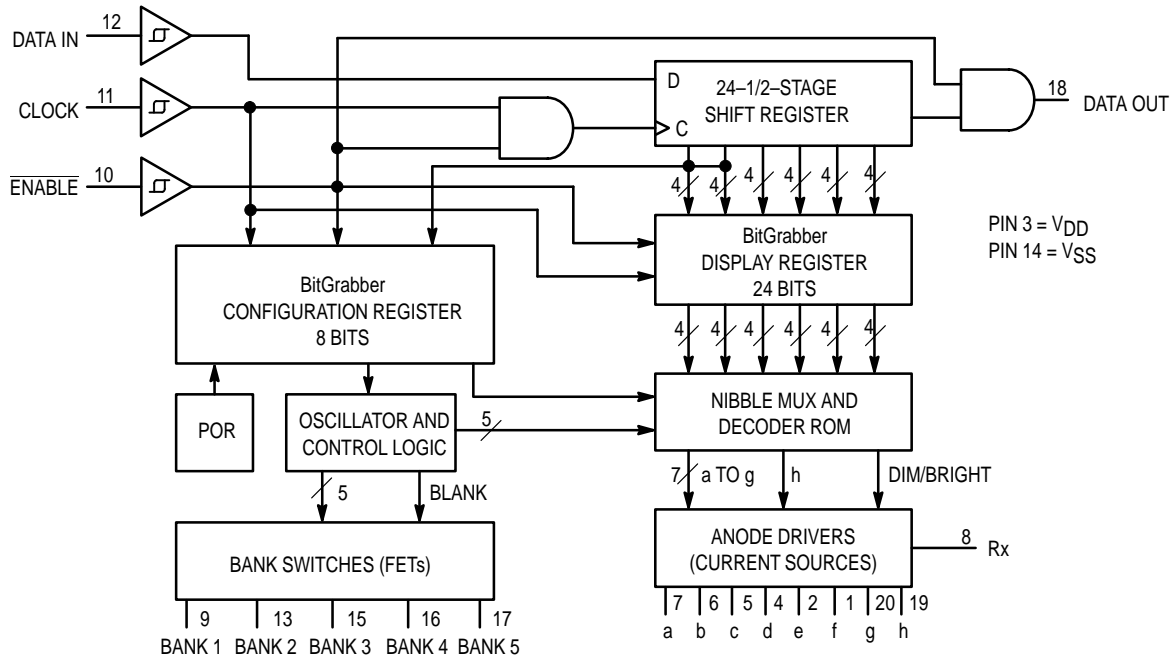 12
DATA IN
11
CLOCK
10
ENABLE
D
24–1/2–STAGE
SHIFT REGISTER
C
18
DATA OUT
4 4 4 4 4 4
BitGrabber
DISPLAY REGISTER
24 BITS
PIN 3 = VDD
PIN 14 = VSS
BitGrabber
CONFIGURATION REGISTER
8 BITS
4 4 4 4 4 4
POR
OSCILLATOR AND
CONTROL LOGIC
5
NIBBLE MUX AND
DECODER ROM
5
BLANK
7
a TO g
h
DIM/BRIGHT
BANK SWITCHES (FETs)
ANODE DRIVERS
(CURRENT SOURCES)
8
Rx
9 13 15 16 17
BANK 1 BANK 2 BANK 3 BANK 4 BANK 5
7 6 5 4 2 1 20 19
a b c d e f g h